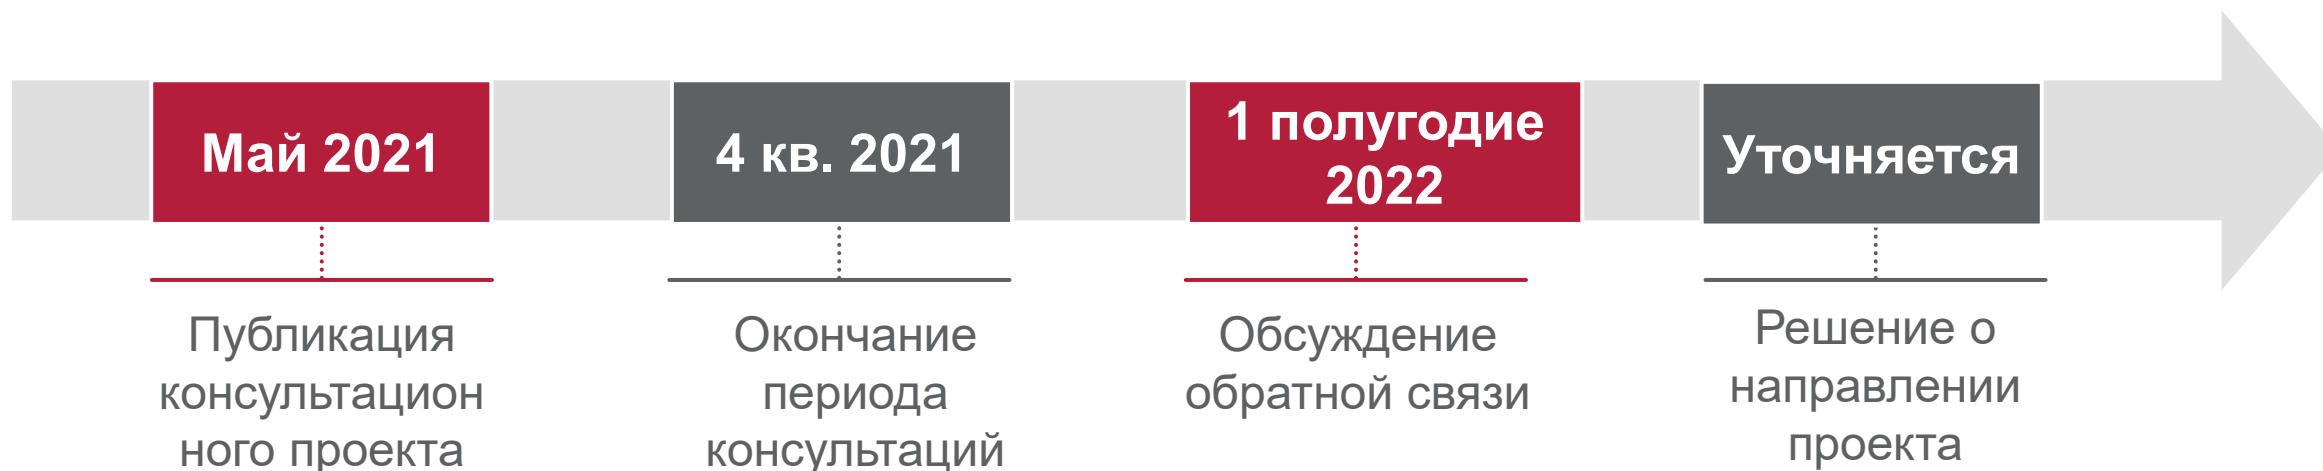 Май 2021
4 кв. 2021
1 полугодие
2022
Уточняется
Публикация
консультацион
ного проекта
Окончание
периода
консультаций
Обсуждение
обратной связи
Решение о
направлении
проекта